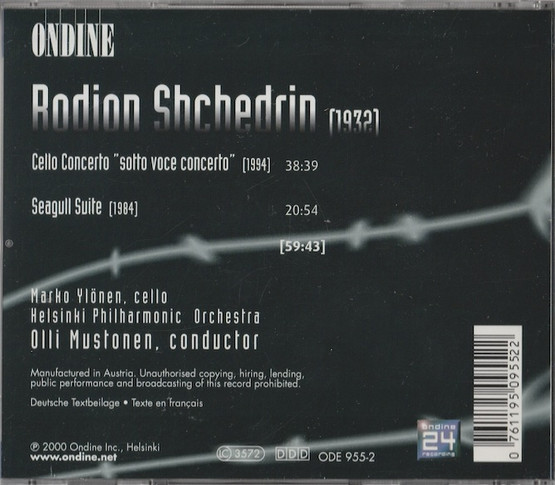 ONDINE
Rodion Shchedrin [1932]
Cello Concerto "sotto voce concerto" [1994] 38:39
Seagull Suite [1984] 20:54
[59:43]
Marko Ylönen, cello
Helsinki Philharmonic Orchestra
Olli Mustonen, conductor
Manufactured in Austria. Unauthorised copying, hiring, lending,
public performance and broadcasting of this record prohibited.
Deutsche Textbeilage • Texte en Français
℗ 2000 Ondine Inc., Helsinki
www.ondine.net
LC 3572 DDD ODE 955-2
ondine
24
recording
0 761195 095522